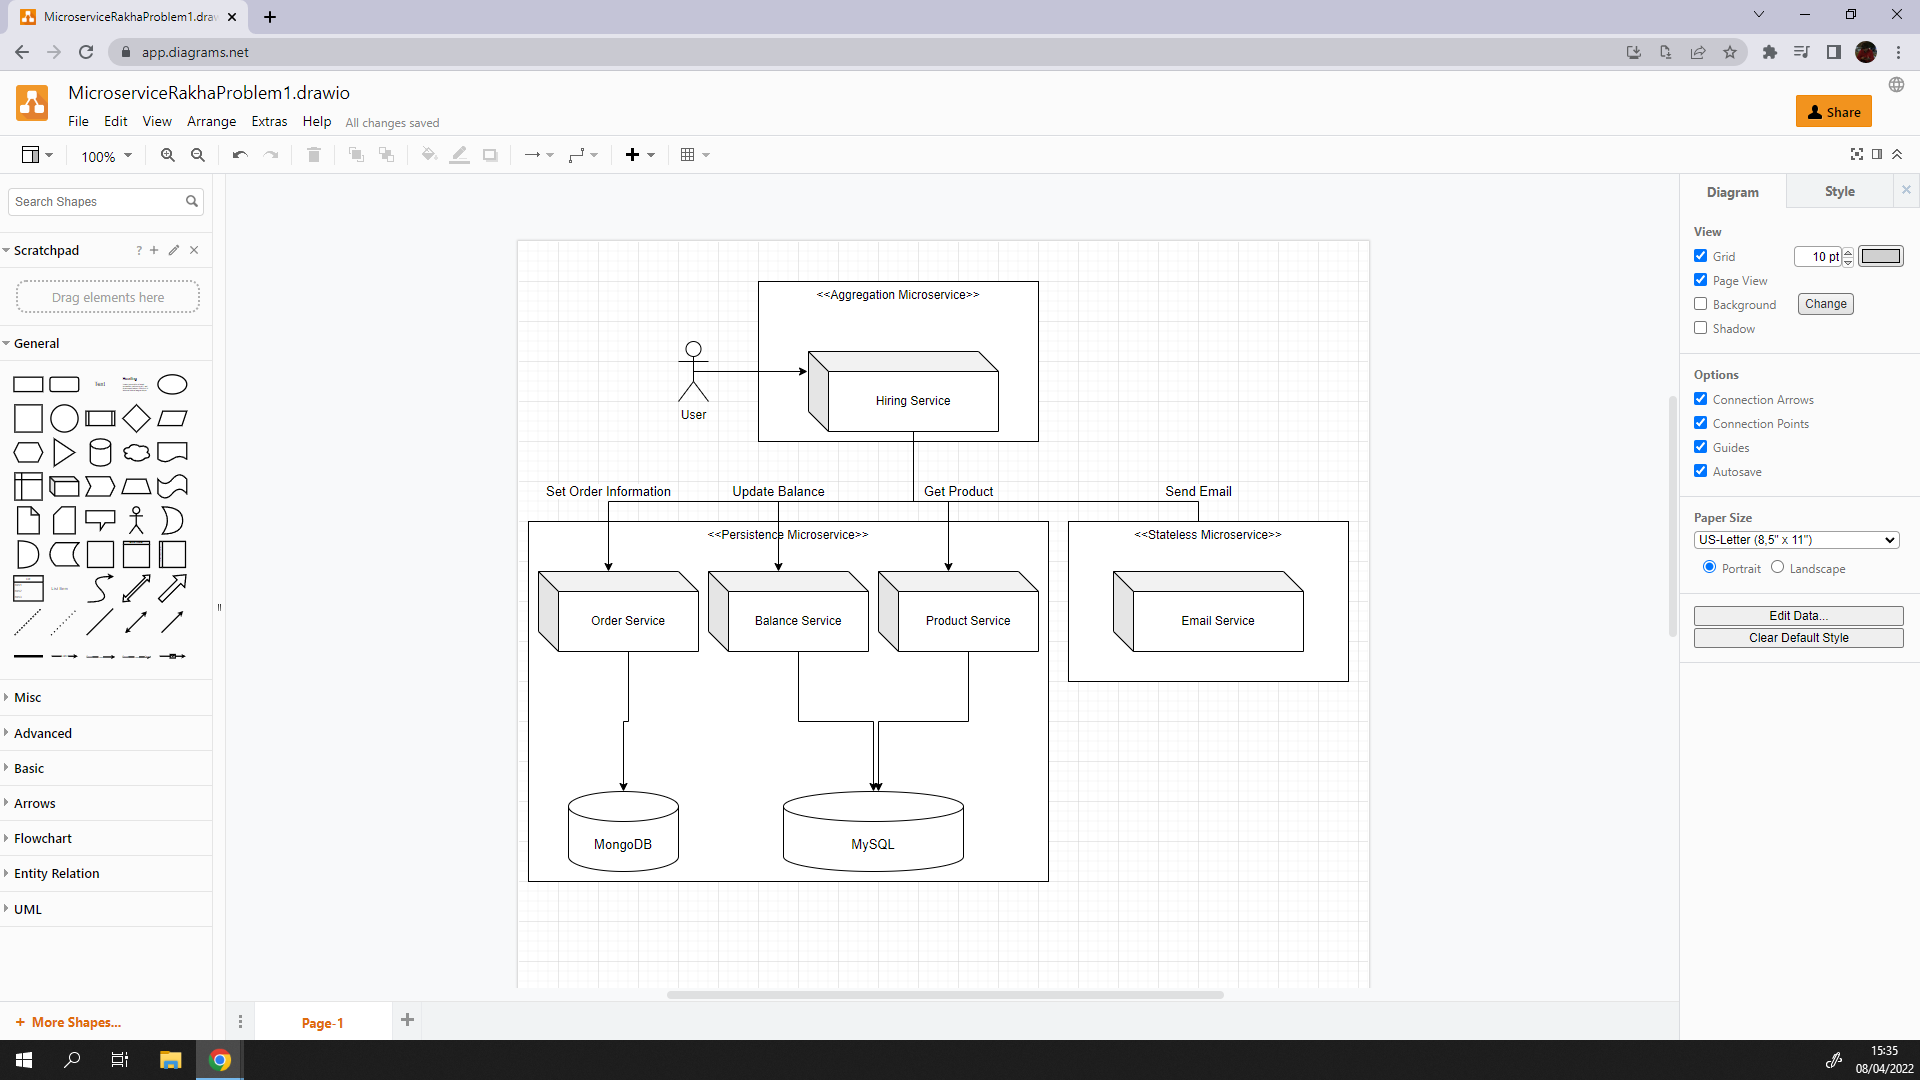 MicroserviceRakhaProblem1.draw
app.diagrams.net
MicroserviceRakhaProblem1.drawio
File Edit View Arrange Extras Help All changes saved
Share
100%
Search Shapes
Scratchpad
?
Drag elements here
General
Text
Heading
List Item
Misc
Advanced
Basic
Arrows
Flowchart
Entity Relation
UML
+ More Shapes...
<<Aggregation Microservice>>
Hiring Service
User
Set Order Information
Update Balance
Get Product
Send Email
<<Persistence Microservice>>
<<Stateless Microservice>>
Order Service
Balance Service
Product Service
Email Service
MongoDB
MySQL
Page-1
Diagram
Style
View
Grid
10 pt
Page View
Background
Change
Shadow
Options
Connection Arrows
Connection Points
Guides
Autosave
Paper Size
US-Letter (8,5" x 11")
Portrait
Landscape
Edit Data...
Clear Default Style
15:35
08/04/2022